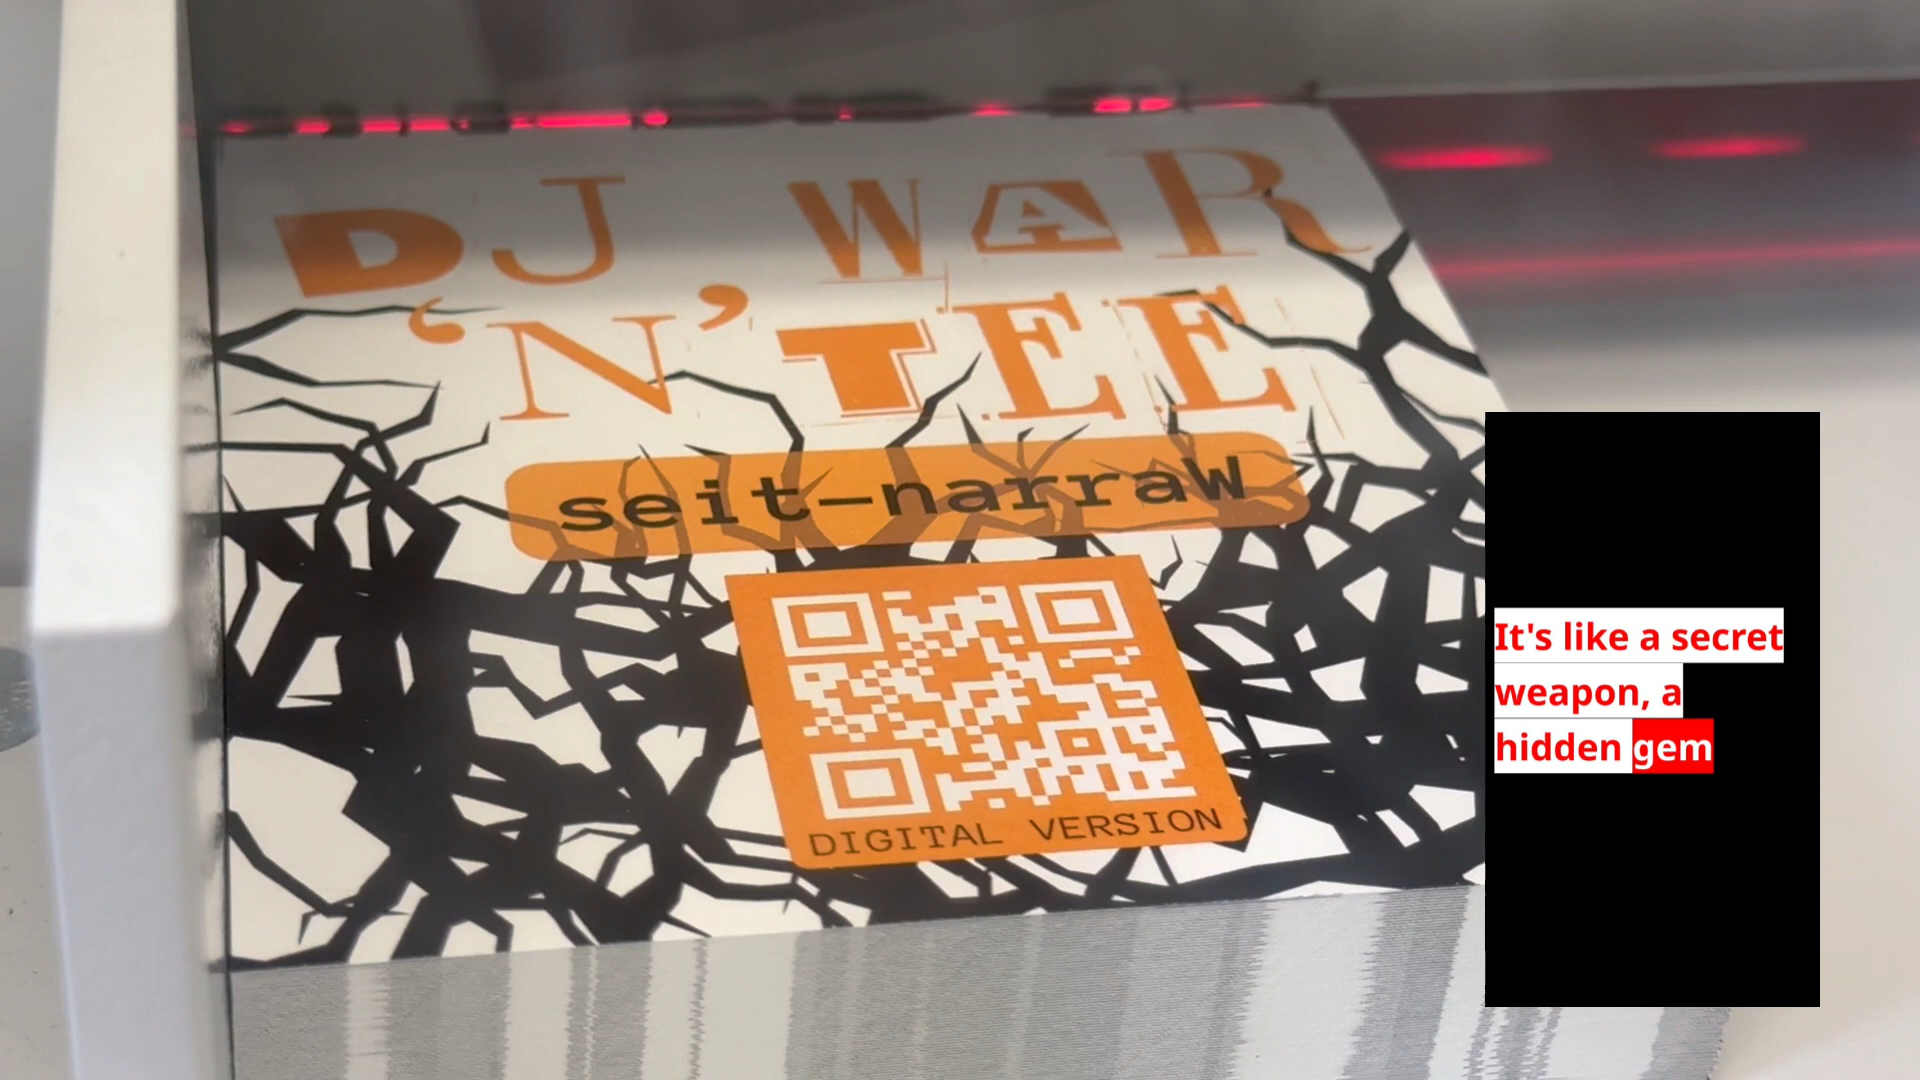 DJ WAR
‘N’ TEE
seit-narraW
DIGITAL VERSION
It's like a secret
weapon, a
hidden gem